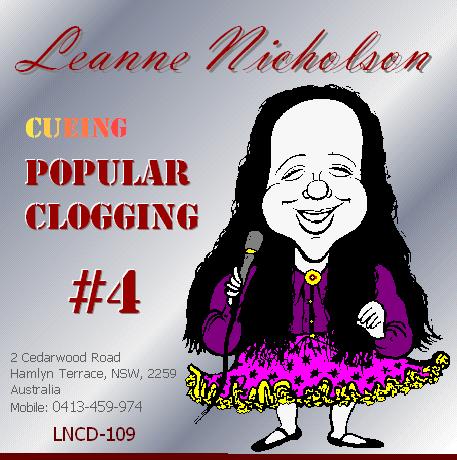 Leanne Nicholson
CUEING
POPULAR
CLOGGING
#4
2 Cedarwood Road
Hamlyn Terrace, NSW, 2259
Australia
Mobile: 0413-459-974
LNCD-109